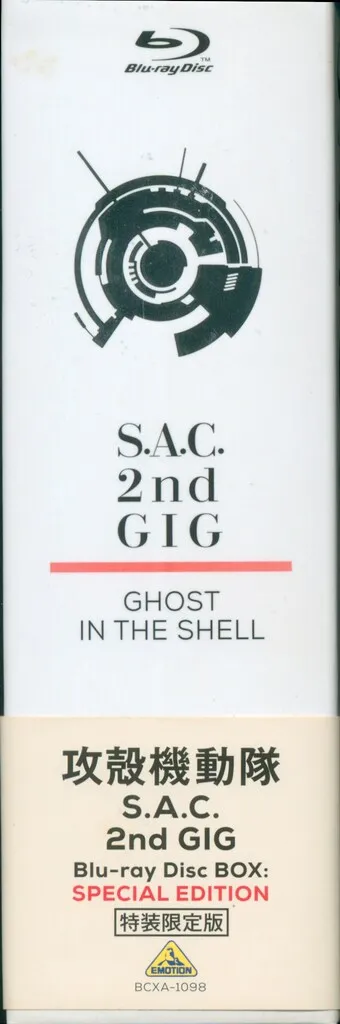 Blu-ray Disc
TM
S.A.C.
2nd
GIG
GHOST
IN THE SHELL
攻殻機動隊
S.A.C.
2nd GIG
Blu-ray Disc BOX:
SPECIAL EDITION
特装限定版
EMOTION
BCXA-1098